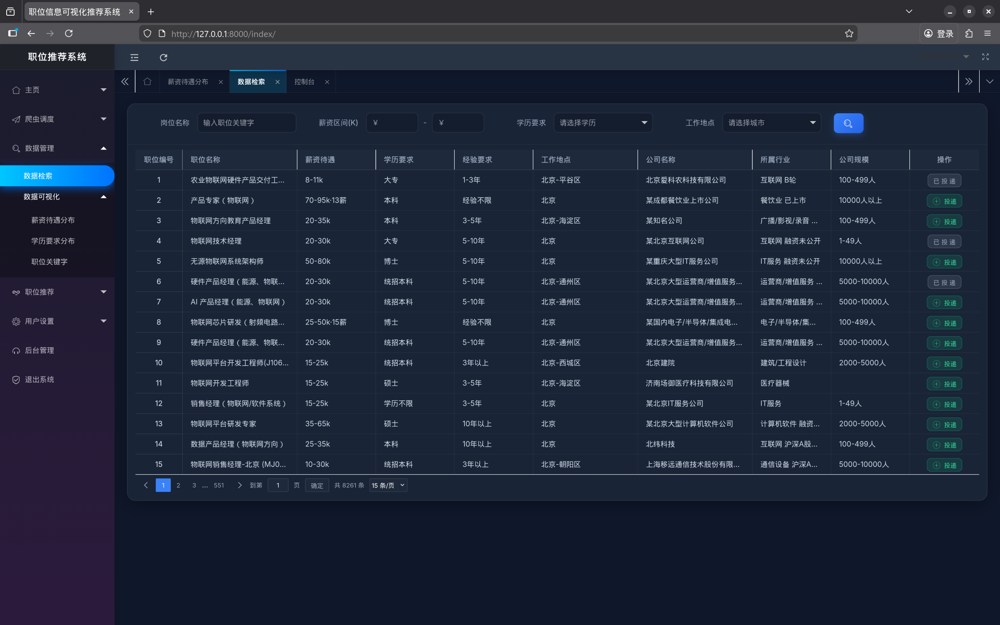 职位信息可视化推荐系统
http://127.0.0.1:8000/index/
登录
职位推荐系统
主页
爬虫调度
数据管理
数据检索
数据可视化
薪资待遇分布
学历要求分布
职位关键字
职位推荐
用户设置
后台管理
退出系统
薪资待遇分布 数据检索 控制台
岗位名称 输入职位关键字 薪资区间(K) ¥ - ¥ 学历要求 请选择学历 工作地点 请选择城市
职位编号 职位名称 薪资待遇 学历要求 经验要求 工作地点 公司名称 所属行业 公司规模 操作
1 农业物联网硬件产品交付工... 8-11k 大专 1-3年 北京-平谷区 北京爱科农科技有限公司 互联网 B轮 100-499人 已投递
2 产品专家（物联网） 70-95k·13薪 本科 经验不限 北京 某成都餐饮业上市公司 餐饮业 已上市 10000人以上 投递
3 物联网方向教育产品经理 20-35k 本科 3-5年 北京-海淀区 某知名公司 广播/影视/录音 ... 100-499人 投递
4 物联网技术经理 20-30k 大专 5-10年 北京 某北京互联网公司 互联网 融资未公开 1-49人 已投递
5 无源物联网系统架构师 50-80k 博士 5-10年 北京 某重庆大型IT服务公司 IT服务 融资未公开 10000人以上 投递
6 硬件产品经理（能源、物联... 20-30k 统招本科 5-10年 北京-通州区 某北京大型运营商/增值服务... 运营商/增值服务 ... 5000-10000人 已投递
7 AI 产品经理（能源、物联网） 20-30k 统招本科 5-10年 北京-通州区 某北京大型运营商/增值服务... 运营商/增值服务 ... 5000-10000人 投递
8 物联网芯片研发（射频电路... 25-50k·15薪 博士 经验不限 北京 某国内电子/半导体/集成电... 电子/半导体/集... 100-499人 投递
9 硬件产品经理（能源、物联... 20-30k 统招本科 5-10年 北京-通州区 某北京大型运营商/增值服务... 运营商/增值服务 ... 5000-10000人 投递
10 物联网平台开发工程师(J106... 15-25k 统招本科 3年以上 北京-西城区 北京建院 建筑/工程设计 2000-5000人 投递
11 物联网开发工程师 15-25k 硕士 3-5年 北京-海淀区 济南场御医疗科技有限公司 医疗器械 投递
12 销售经理（物联网/软件系统） 15-25k 学历不限 3-5年 北京 某北京IT服务公司 IT服务 1-49人 投递
13 物联网平台研发专家 35-65k 硕士 10年以上 北京 某北京大型计算机软件公司 计算机软件 融资... 2000-5000人 投递
14 数据产品经理（物联网方向） 25-35k 本科 10年以上 北京 北纬科技 互联网 沪深A股... 100-499人 投递
15 物联网销售经理-北京 (MJ0... 10-30k 统招本科 3年以上 北京-朝阳区 上海移远通信技术股份有限... 通信设备 沪深A... 5000-10000人 投递
1 2 3 ... 551 到第 1 页 确定 共 8261 条 15 条/页